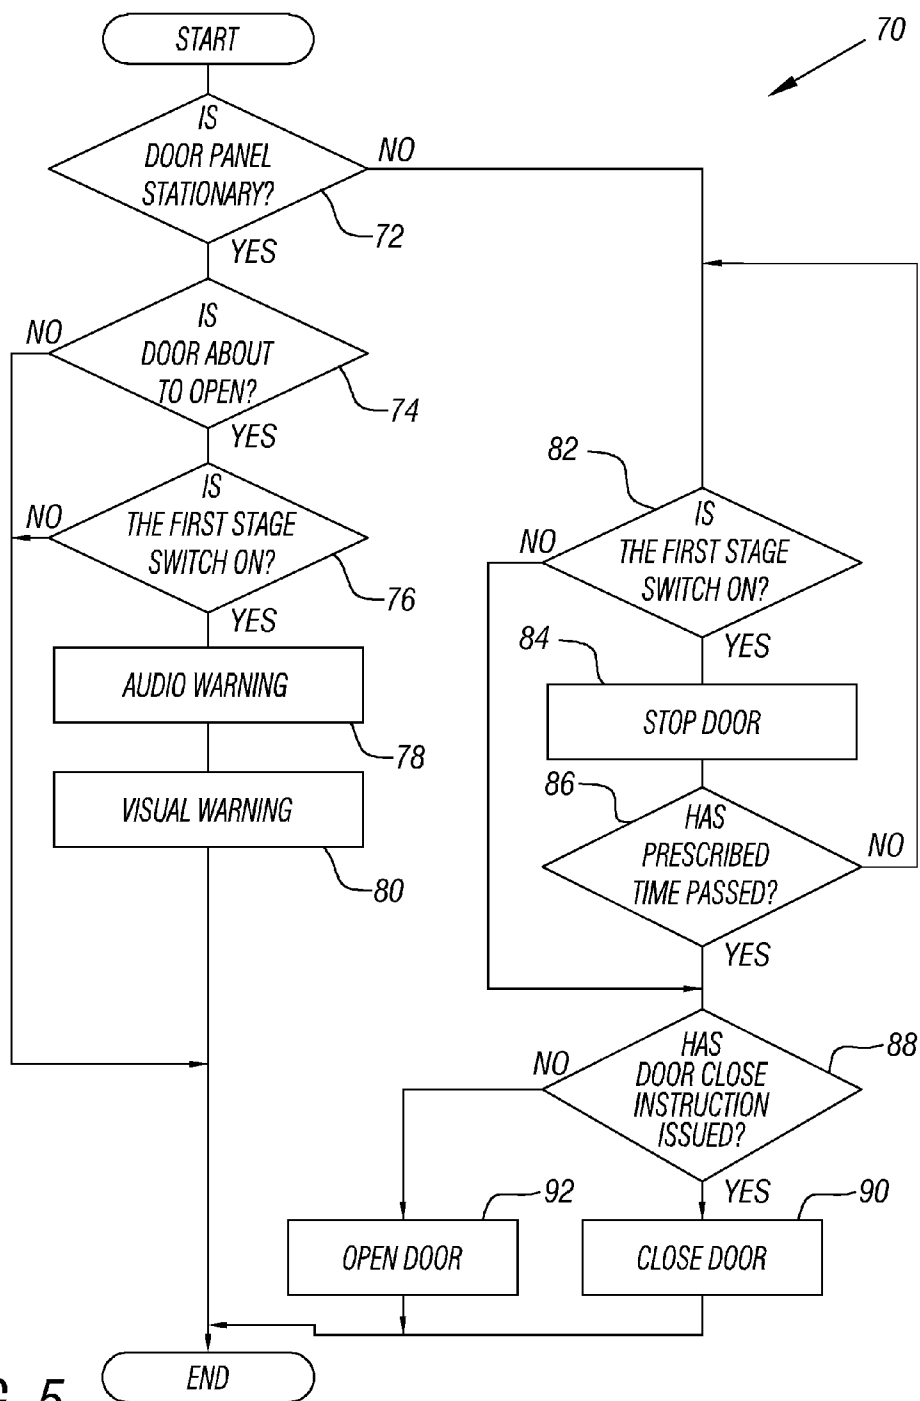 START
70
IS
DOOR PANEL
STATIONARY?
NO
72
YES
IS
DOOR ABOUT
TO OPEN?
NO
74
YES
IS
THE FIRST STAGE
SWITCH ON?
NO
76
YES
AUDIO WARNING
78
VISUAL WARNING
80
82
IS
THE FIRST STAGE
SWITCH ON?
NO
YES
84
STOP DOOR
86
HAS
PRESCRIBED
TIME PASSED?
NO
YES
HAS
DOOR CLOSE
INSTRUCTION
ISSUED?
88
NO
YES
92
OPEN DOOR
90
CLOSE DOOR
END
5